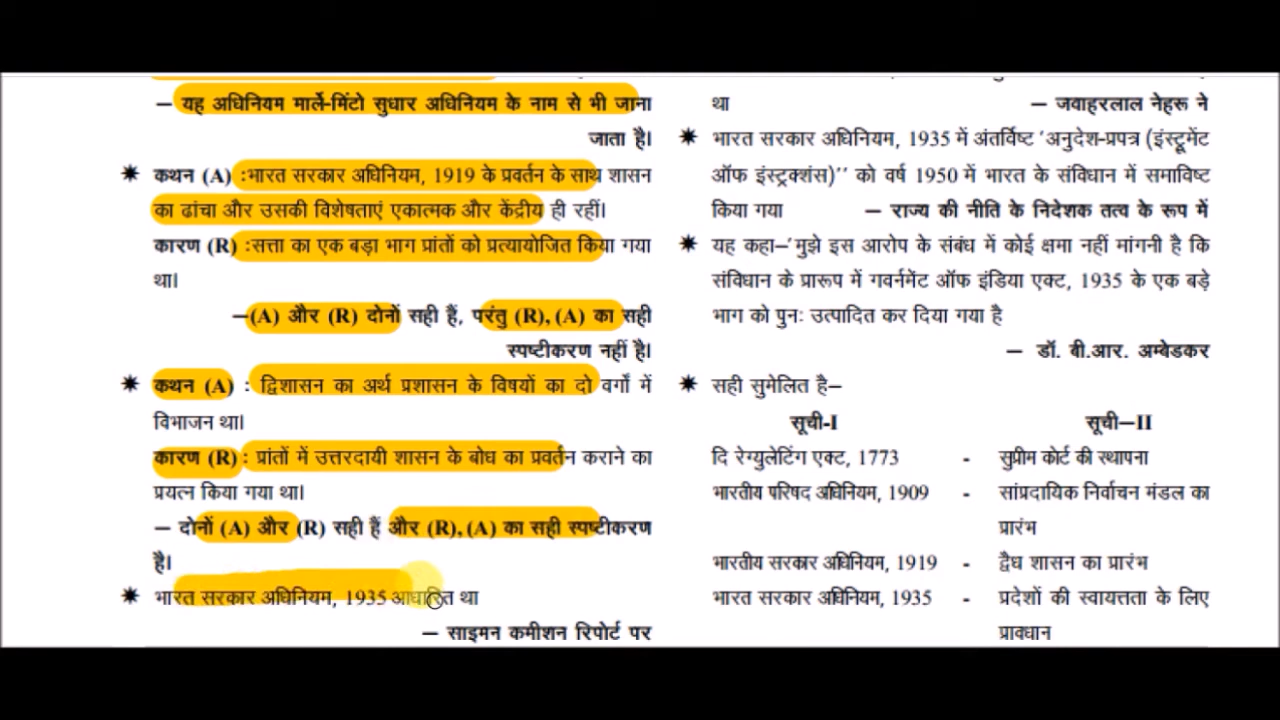 – यह अधिनियम मार्ले-मिंटो सुधार अधिनियम के नाम से भी जाना
जाता है।
✷ कथन (A) :भारत सरकार अधिनियम, 1919 के प्रवर्तन के साथ शासन
का ढांचा और उसकी विशेषताएं एकात्मक और केंद्रीय ही रहीं।
कारण (R) :सत्ता का एक बड़ा भाग प्रांतों को प्रत्यायोजित किया गया
था।
–(A) और (R) दोनों सही हैं, परंतु (R), (A) का सही
स्पष्टीकरण नहीं है।
✷ कथन (A) : द्विशासन का अर्थ प्रशासन के विषयों का दो वर्गों में
विभाजन था।
कारण (R) : प्रांतों में उत्तरदायी शासन के बोध का प्रवर्तन कराने का
प्रयत्न किया गया था।
– दोनों (A) और (R) सही हैं और (R), (A) का सही स्पष्टीकरण
है।
✷ भारत सरकार अधिनियम, 1935 आधारित था
– साइमन कमीशन रिपोर्ट पर
था – जवाहरलाल नेहरू ने
✷ भारत सरकार अधिनियम, 1935 में अंतर्विष्ट ‘अनुदेश-प्रपत्र (इंस्ट्रूमेंट
ऑफ इंस्ट्रक्शंस)’’ को वर्ष 1950 में भारत के संविधान में समाविष्ट
किया गया – राज्य की नीति के निदेशक तत्व के रूप में
✷ यह कहा–‘मुझे इस आरोप के संबंध में कोई क्षमा नहीं मांगनी है कि
संविधान के प्रारूप में गवर्नमेंट ऑफ इंडिया एक्ट, 1935 के एक बड़े
भाग को पुनः उत्पादित कर दिया गया है
– डॉ. बी.आर. अम्बेडकर
✷ सही सुमेलित है–
सूची-I सूची–II
दि रेग्युलेटिंग एक्ट, 1773 - सुप्रीम कोर्ट की स्थापना
भारतीय परिषद अधिनियम, 1909 - सांप्रदायिक निर्वाचन मंडल का
प्रारंभ
भारतीय सरकार अधिनियम, 1919 - द्वैध शासन का प्रारंभ
भारत सरकार अधिनियम, 1935 - प्रदेशों की स्वायत्तता के लिए
प्रावधान